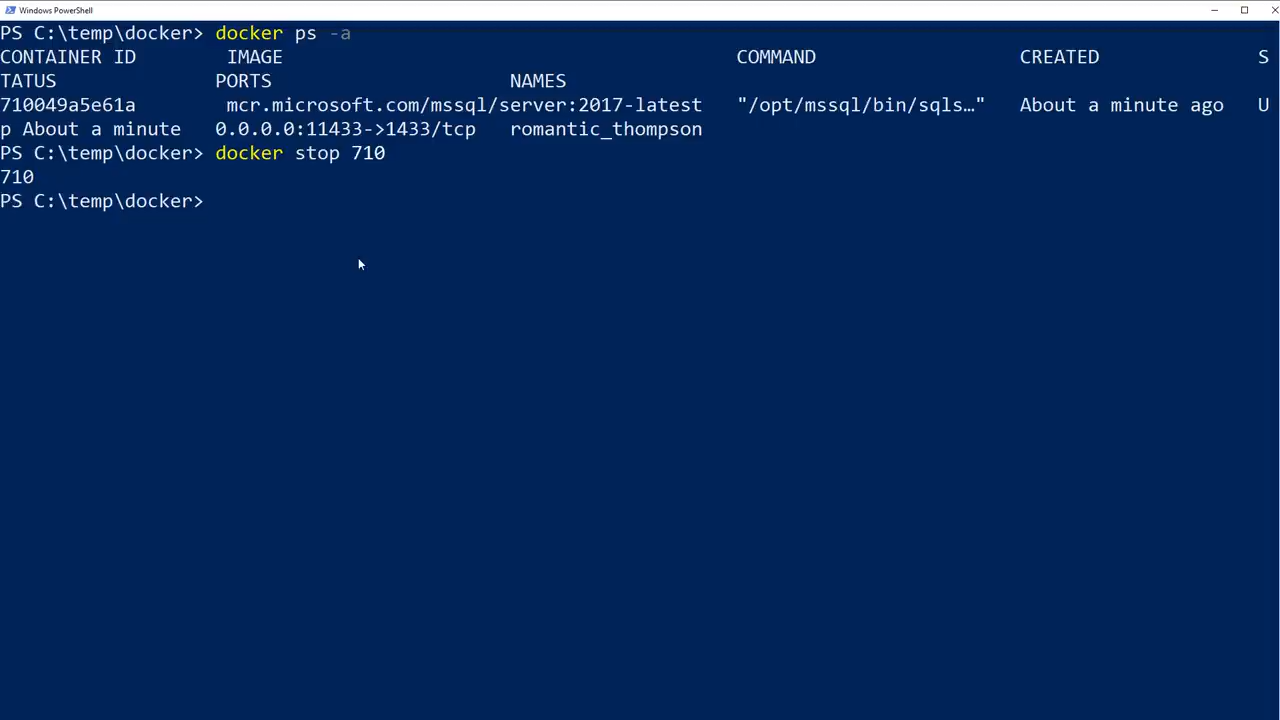 Windows PowerShell
PS C:\temp\docker> docker ps -a
CONTAINER ID IMAGE COMMAND CREATED S
TATUS PORTS NAMES
710049a5e61a mcr.microsoft.com/mssql/server:2017-latest "/opt/mssql/bin/sqls…" About a minute ago U
p About a minute 0.0.0.0:11433->1433/tcp romantic_thompson
PS C:\temp\docker> docker stop 710
710
PS C:\temp\docker>